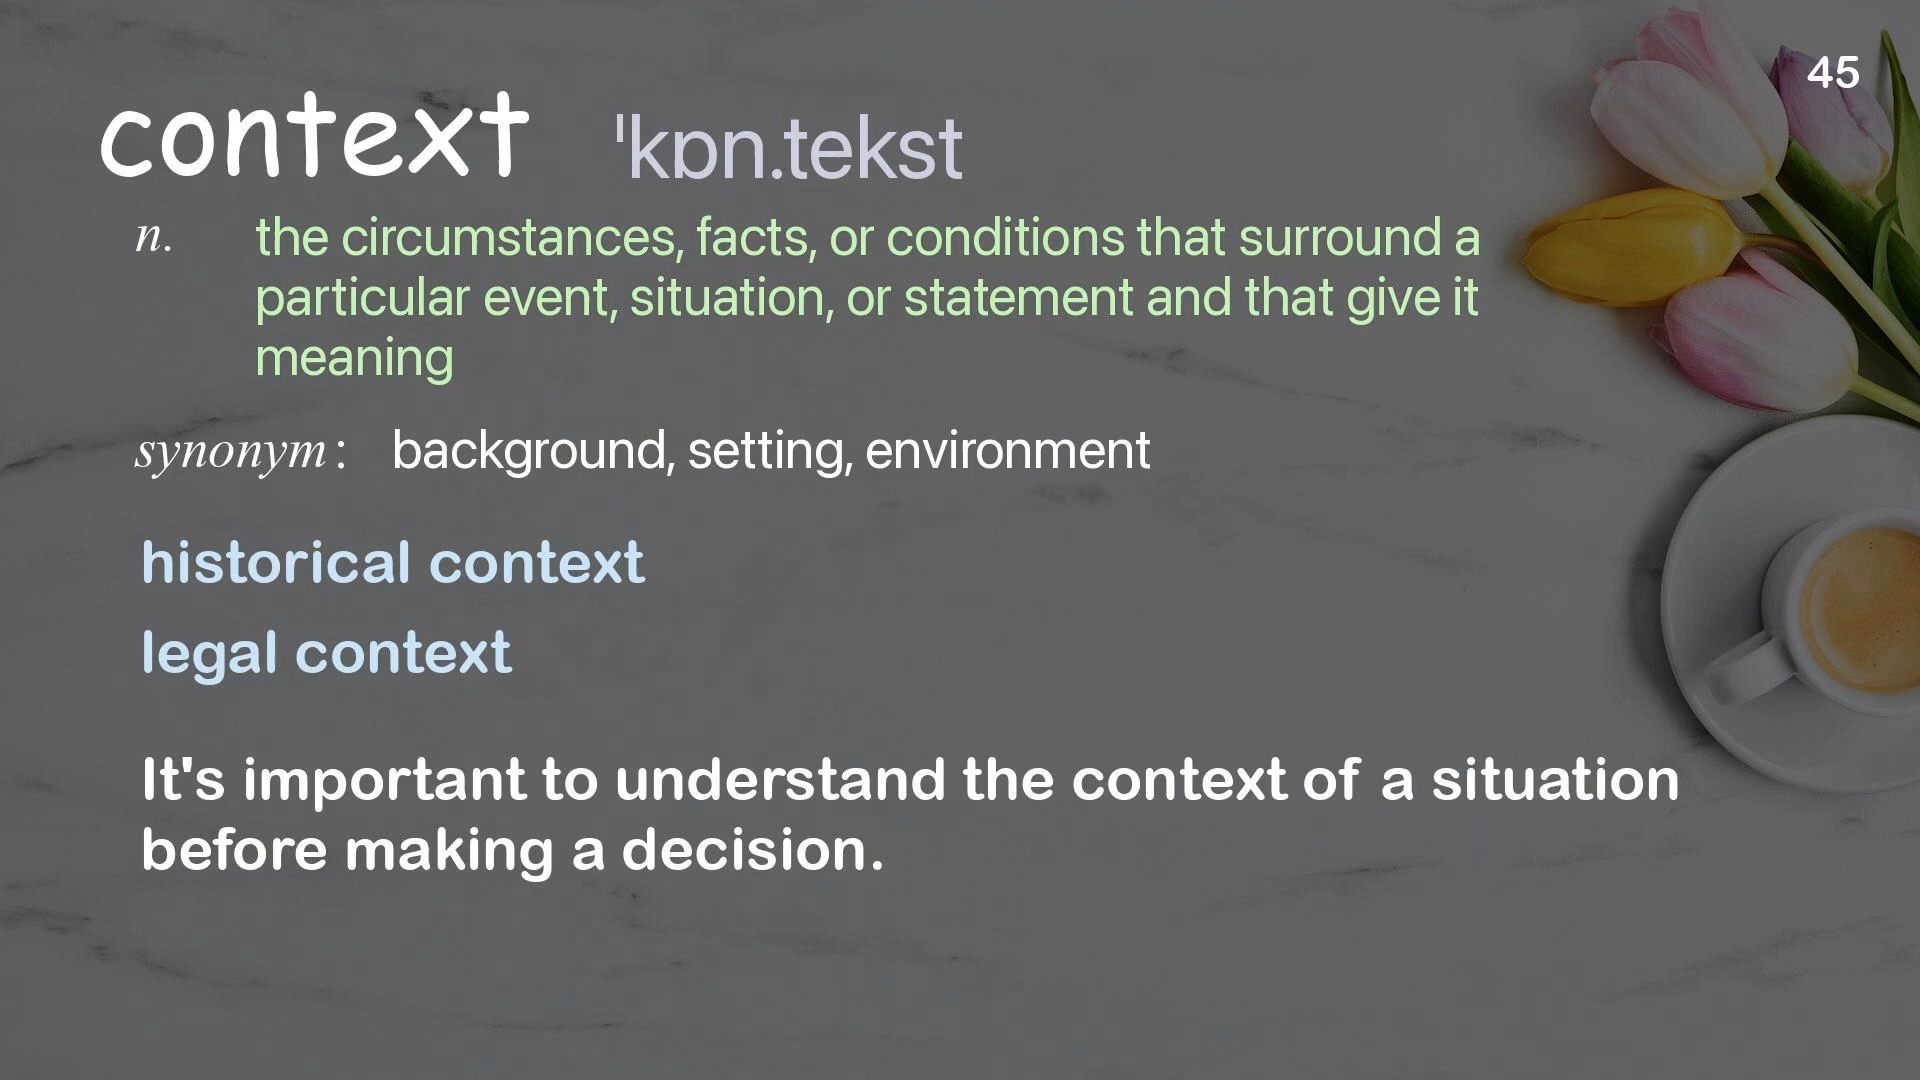 45
context ˈkɒn.tekst
n. the circumstances, facts, or conditions that surround a
particular event, situation, or statement and that give it
meaning
synonym : background, setting, environment
historical context
legal context
It's important to understand the context of a situation
before making a decision.